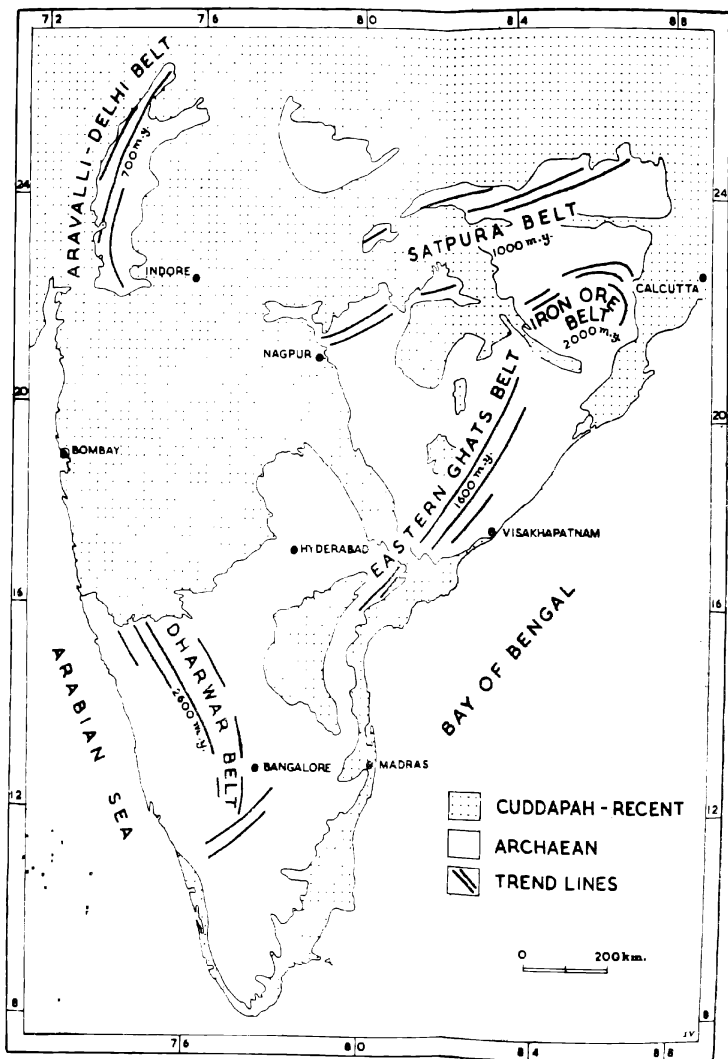 72 76 80 84 88
ARAVALLI-DELHI BELT
700 m.y.
24
24
SATPURA BELT
1000 m.y.
INDORE
CALCUTTA
IRON ORE
BELT
2000 m.y.
NAGPUR
20
20
EASTERN GHATS BELT
1600 m.y.
BOMBAY
VISAKHAPATNAM
HYDERABAD
16
16
DHARWAR BELT
2600 m.y.
BAY OF BENGAL
ARABIAN SEA
BANGALORE
MADRAS
12
12
CUDDAPAH - RECENT
ARCHAEAN
TREND LINES
0 200km.
8
8
J.V
76 80 84 88